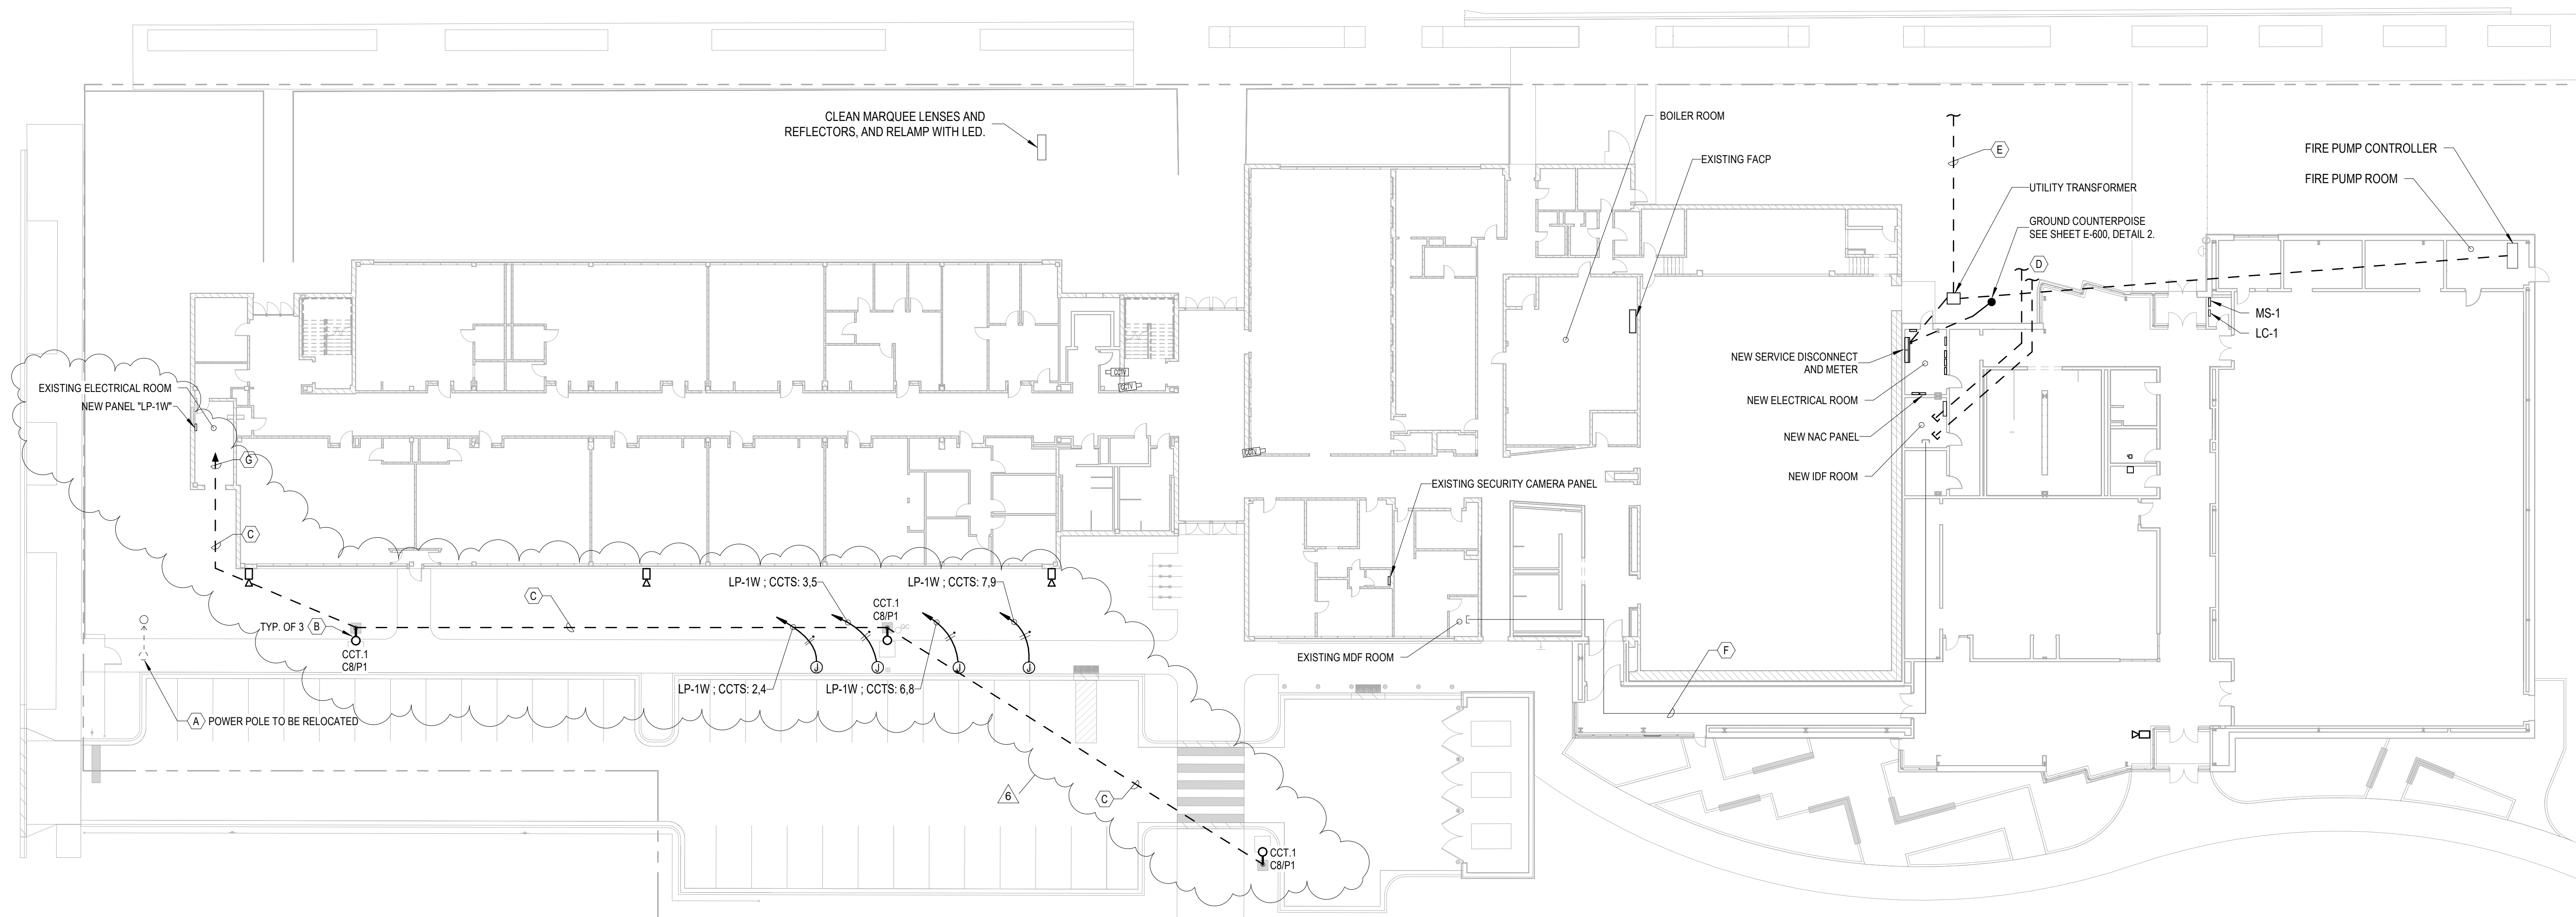 CLEAN MARQUEE LENSES AND
REFLECTORS, AND RELAMP WITH LED.
BOILER ROOM
EXISTING FACP
E
UTILITY TRANSFORMER
GROUND COUNTERPOISE
SEE SHEET E-600, DETAIL 2.
FIRE PUMP CONTROLLER
FIRE PUMP ROOM
D
MS-1
LC-1
NEW SERVICE DISCONNECT
AND METER
NEW ELECTRICAL ROOM
NEW NAC PANEL
NEW IDF ROOM
CCTV
CCTV
CCTV
EXISTING ELECTRICAL ROOM
NEW PANEL "LP-1W"
G
C
EXISTING SECURITY CAMERA PANEL
EXISTING MDF ROOM
F
C
LP-1W ; CCTS: 3,5
LP-1W ; CCTS: 7,9
CCT.1
C8/P1
TYP. OF 3 B
CCT.1
C8/P1
J
J
J
J
LP-1W ; CCTS: 2,4
LP-1W ; CCTS: 6,8
A POWER POLE TO BE RELOCATED
6
C
CCT.1
C8/P1